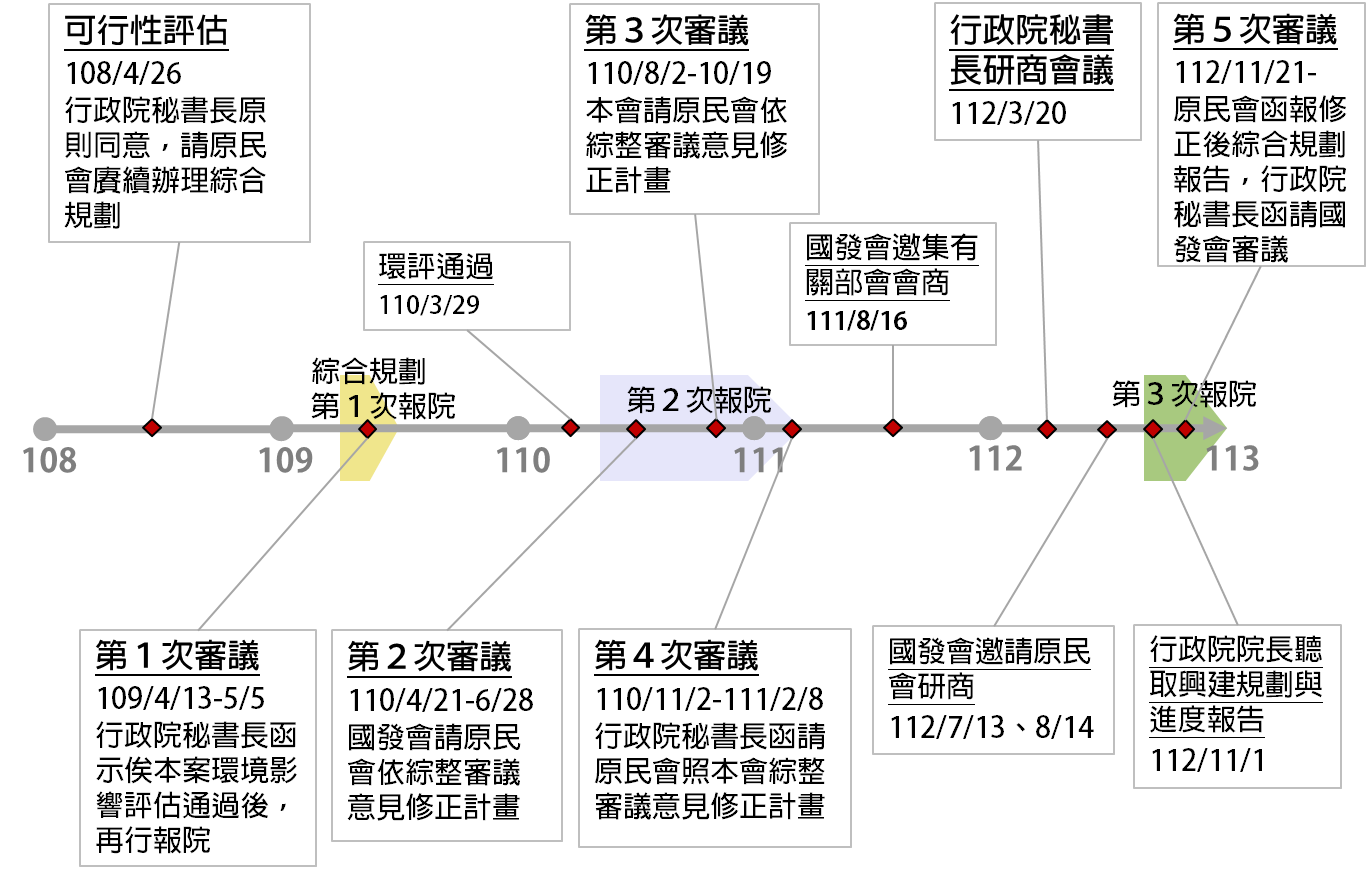 可行性評估
108/4/26
行政院秘書長原
則同意，請原民
會賡續辦理綜合
規劃
第３次審議
110/8/2-10/19
本會請原民會依
綜整審議意見修
正計畫
行政院秘書
長研商會議
112/3/20
第５次審議
112/11/21-
原民會函報修
正後綜合規劃
報告，行政院
秘書長函請國
發會審議
環評通過
110/3/29
國發會邀集有
關部會會商
111/8/16
綜合規劃
第１次報院
第２次報院
第３次報院
108
109
110
111
112
113
第１次審議
109/4/13-5/5
行政院秘書長函
示俟本案環境影
響評估通過後，
再行報院
第２次審議
110/4/21-6/28
國發會請原民
會依綜整審議
意見修正計畫
第４次審議
110/11/2-111/2/8
行政院秘書長函請
原民會照本會綜整
審議意見修正計畫
國發會邀請原民
會研商
112/7/13、8/14
行政院院長聽
取興建規劃與
進度報告
112/11/1